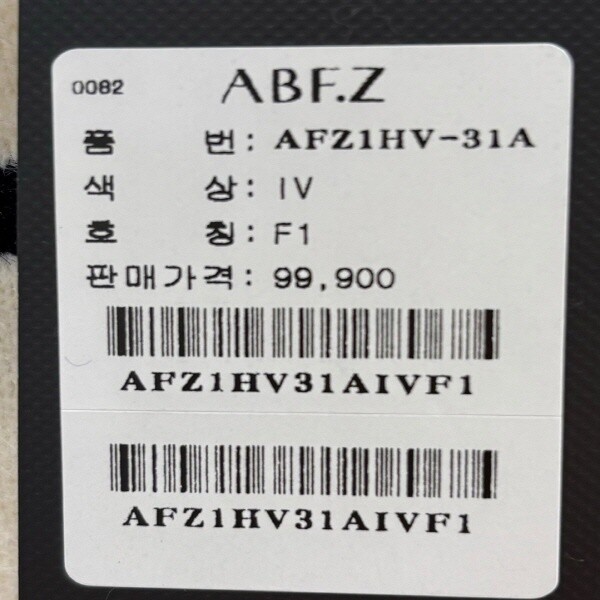 0082 ABF.Z
품 번: AFZ1HV-31A
색 상: IV
호 칭: F1
판매가격: 99,900
AFZ1HV31AIVF1
AFZ1HV31AIVF1